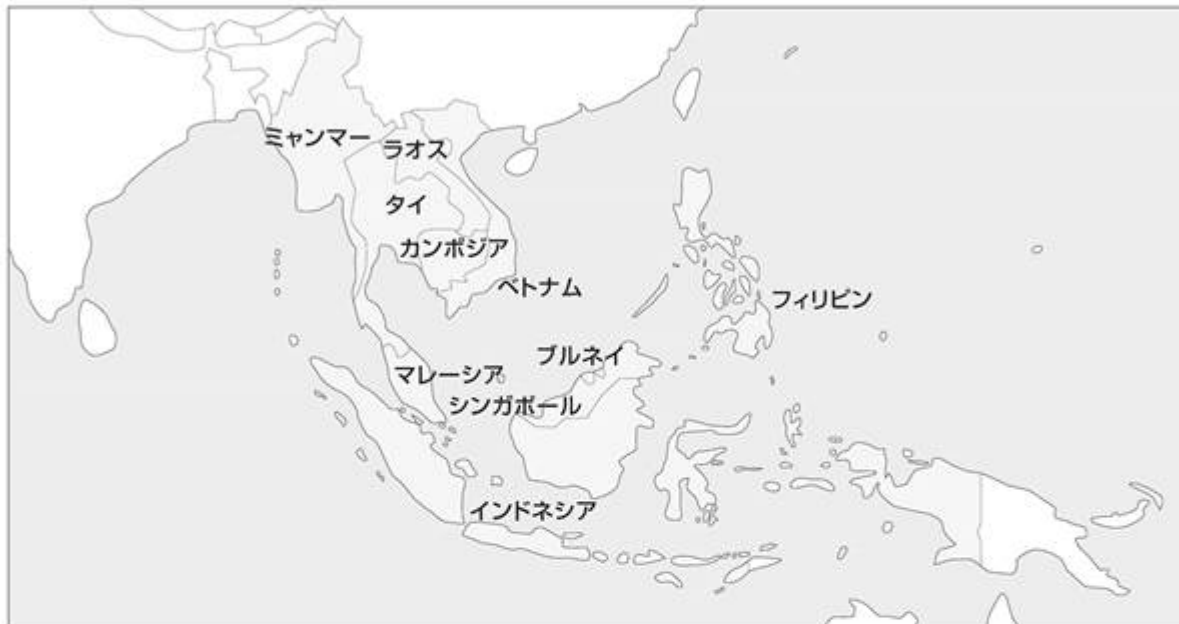 ミャンマー
ラオス
タイ
カンボジア
ベトナム
フィリピン
ブルネイ
マレーシア
シンガポール
インドネシア